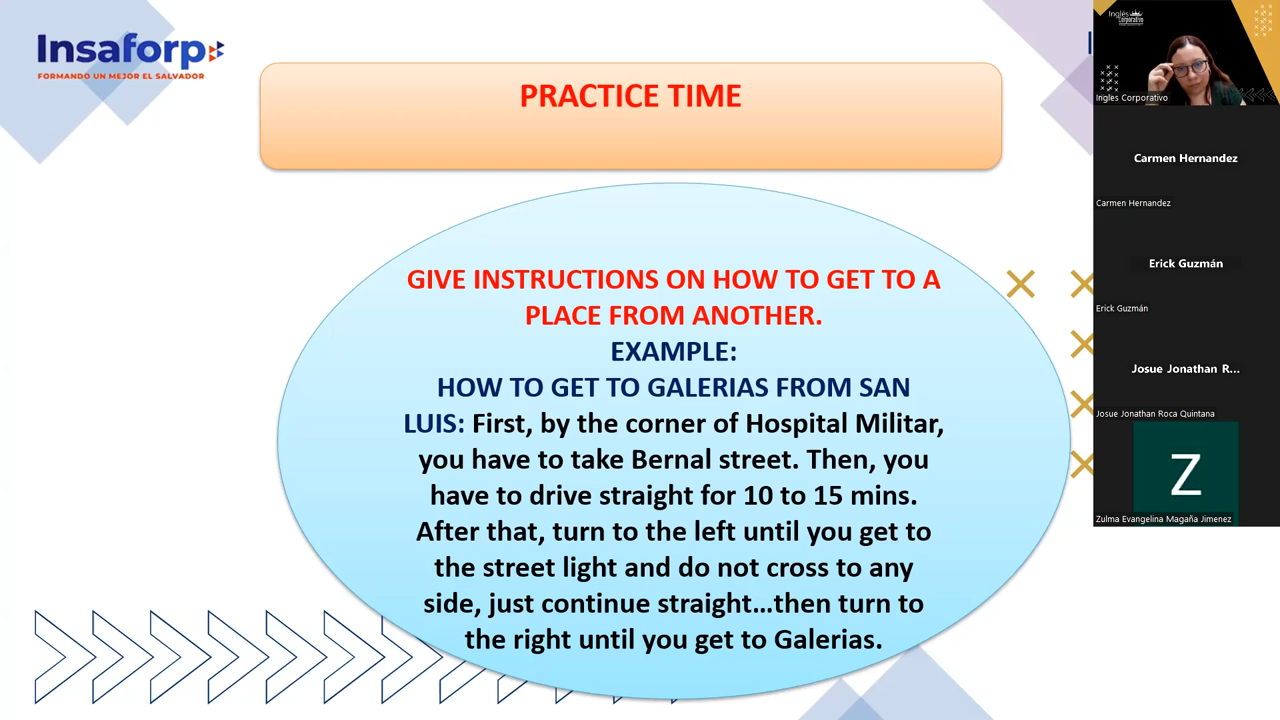 Insaforp
FORMANDO UN MEJOR EL SALVADOR
PRACTICE TIME
GIVE INSTRUCTIONS ON HOW TO GET TO A
PLACE FROM ANOTHER.
EXAMPLE:
HOW TO GET TO GALERIAS FROM SAN
LUIS: First, by the corner of Hospital Militar,
you have to take Bernal street. Then, you
have to drive straight for 10 to 15 mins.
After that, turn to the left until you get to
the street light and do not cross to any
side, just continue straight...then turn to
the right until you get to Galerias.
Inglés
Corporativo
Ingles Corporativo
Carmen Hernandez
Carmen Hernandez
Erick Guzmán
Erick Guzmán
Josue Jonathan R...
Josue Jonathan Roca Quintana
Z
Zulma Evangelina Magaña Jimenez